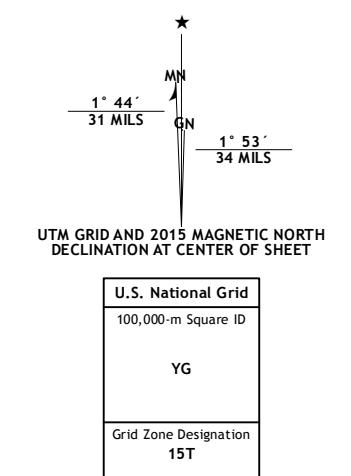 ★
MN
1° 44´
31 MILS
GN
1° 53´
34 MILS
UTM GRID AND 2015 MAGNETIC NORTH
DECLINATION AT CENTER OF SHEET
U.S. National Grid
100,000-m Square ID
YG
Grid Zone Designation
15T